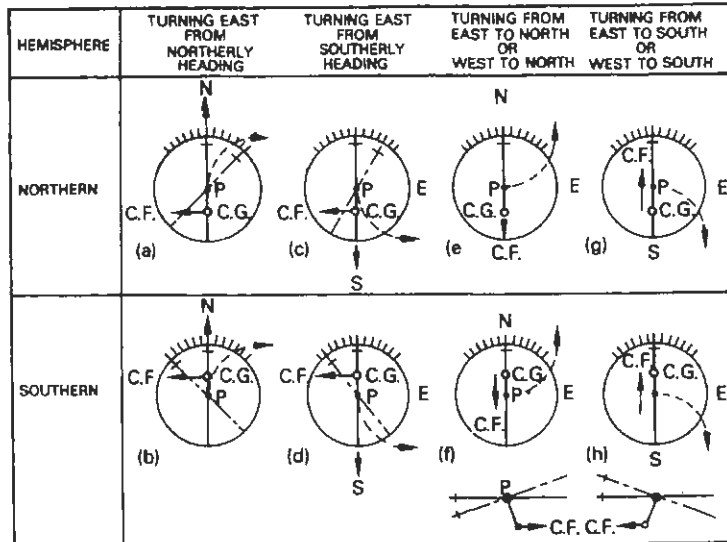 HEMISPHERE
TURNING EAST
FROM
NORTHERLY
HEADING
TURNING EAST
FROM
SOUTHERLY
HEADING
TURNING FROM
EAST TO NORTH
OR
WEST TO NORTH
TURNING FROM
EAST TO SOUTH
OR
WEST TO SOUTH
NORTHERN
N
P
C.F.
C.G.
(a)
P
E
C.F.
C.G.
(c)
S
N
P
E
C.G.
(e)
C.F.
C.F.
P
E
C.G.
(g)
S
SOUTHERN
N
C.F.
C.G.
P
(b)
C.F.
C.G.
P
E
(d)
S
N
C.G.
P
E
C.F.
(f)
C.F.
C.G.
E
(h)
S
P
C.F.
C.F.